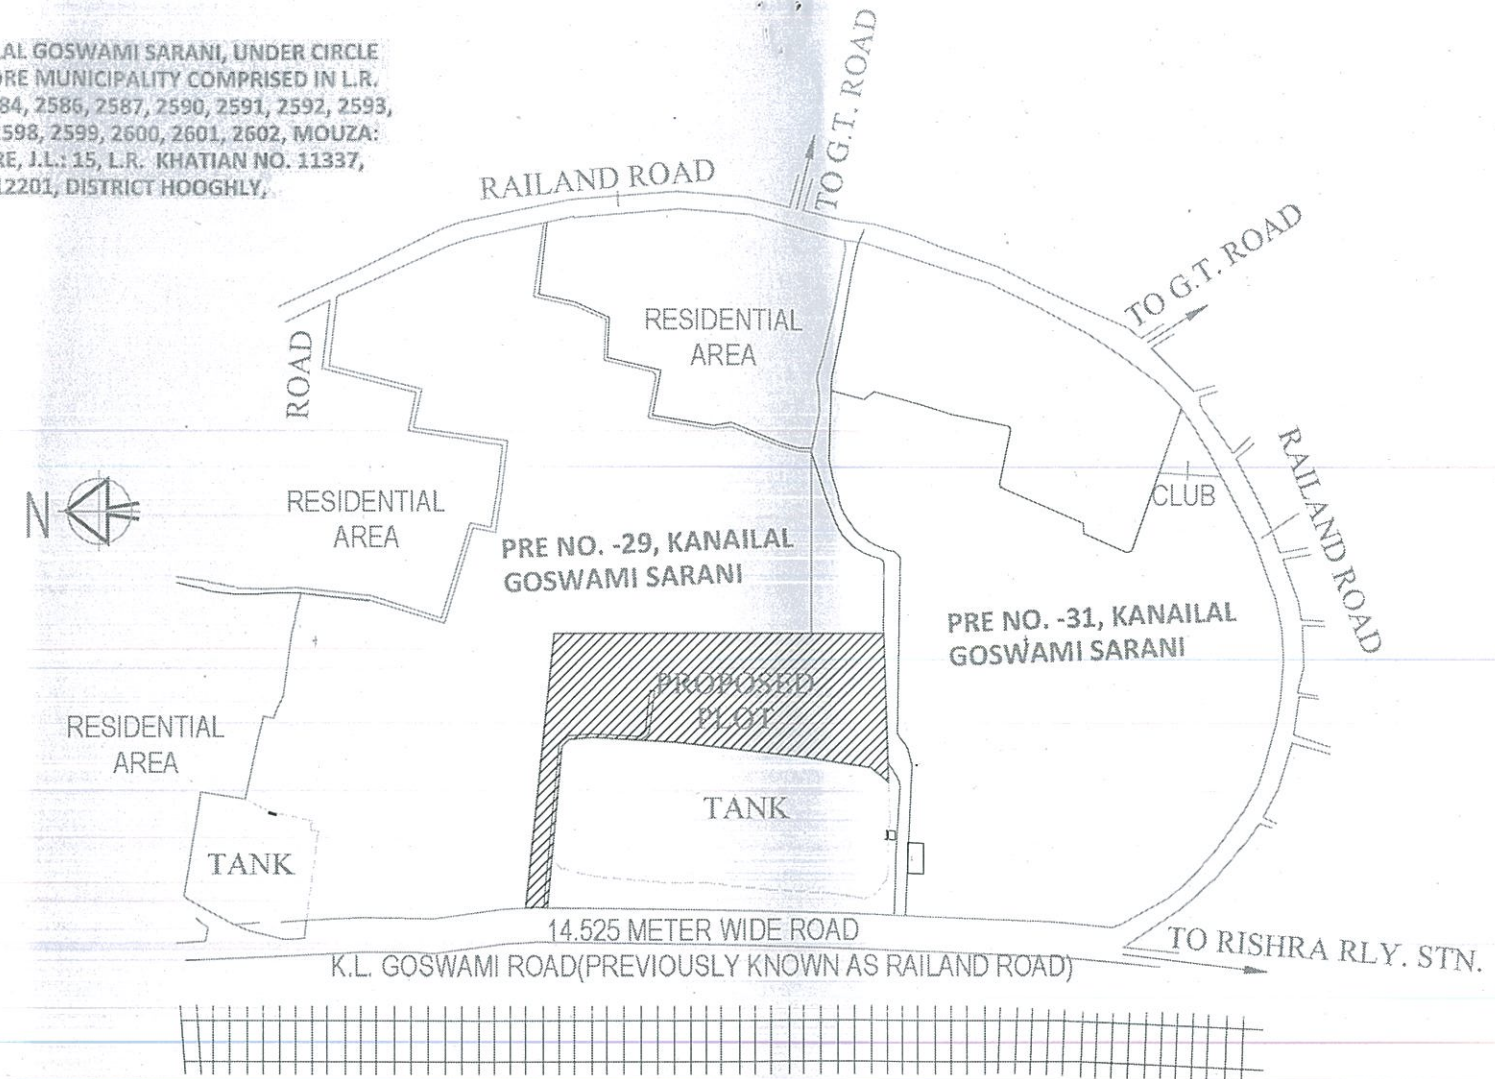 AL GOSWAMI SARANI, UNDER CIRCLE
ORE MUNICIPALITY COMPRISED IN L.R.
84, 2586, 2587, 2590, 2591, 2592, 2593,
598, 2599, 2600, 2601, 2602, MOUZA:
RE, J.L.: 15, L.R. KHATIAN NO. 11337,
12201, DISTRICT HOOGHLY,
RAILAND ROAD
TO G.T. ROAD
TO G.T. ROAD
RESIDENTIAL
AREA
ROAD
RAILAND ROAD
CLUB
N
RESIDENTIAL
AREA
PRE NO. -29, KANAILAL
GOSWAMI SARANI
PRE NO. -31, KANAILAL
GOSWAMI SARANI
PROPOSED
PLOT
RESIDENTIAL
AREA
TANK
TANK
14.525 METER WIDE ROAD
TO RISHRA RLY. STN.
K.L. GOSWAMI ROAD(PREVIOUSLY KNOWN AS RAILAND ROAD)